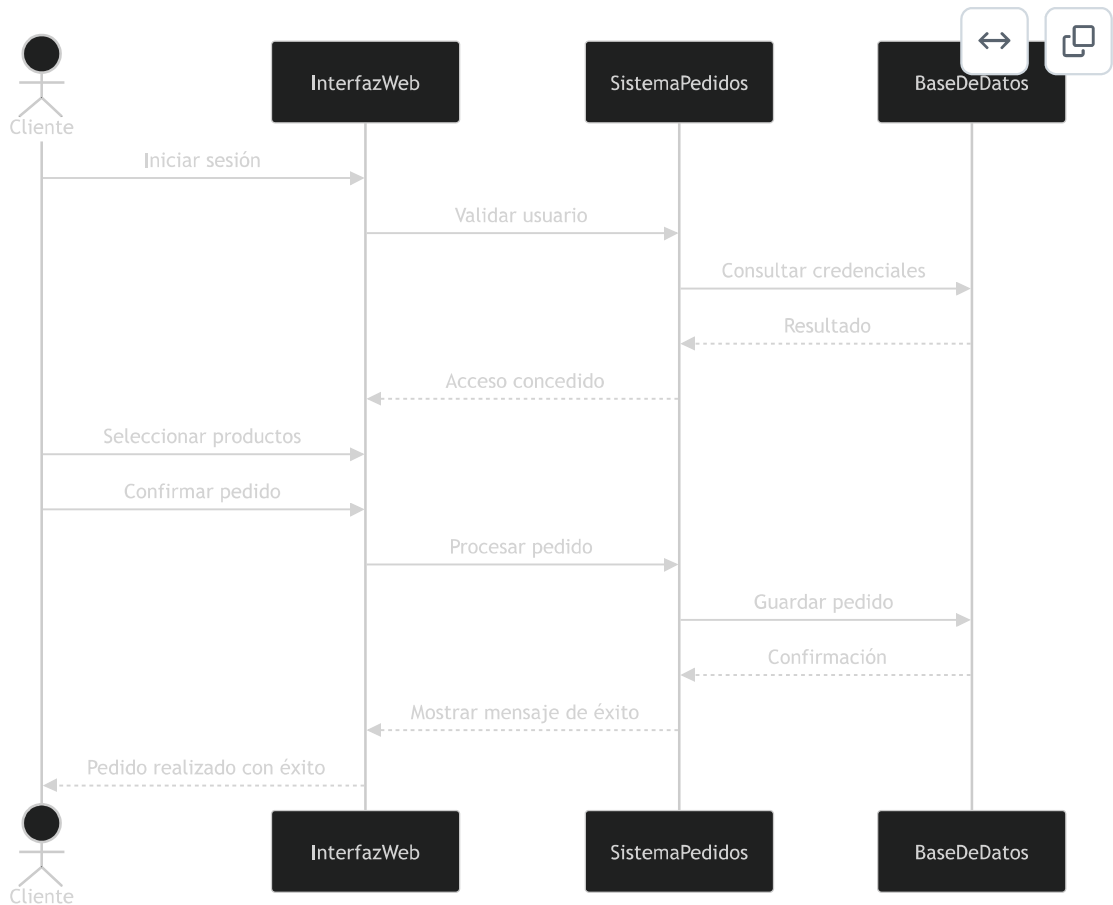 InterfazWeb
SistemaPedidos
BaseDeDatos
Cliente
Iniciar sesión
Validar usuario
Consultar credenciales
Resultado
Acceso concedido
Seleccionar productos
Confirmar pedido
Procesar pedido
Guardar pedido
Confirmación
Mostrar mensaje de éxito
Pedido realizado con éxito
InterfazWeb
SistemaPedidos
BaseDeDatos
Cliente